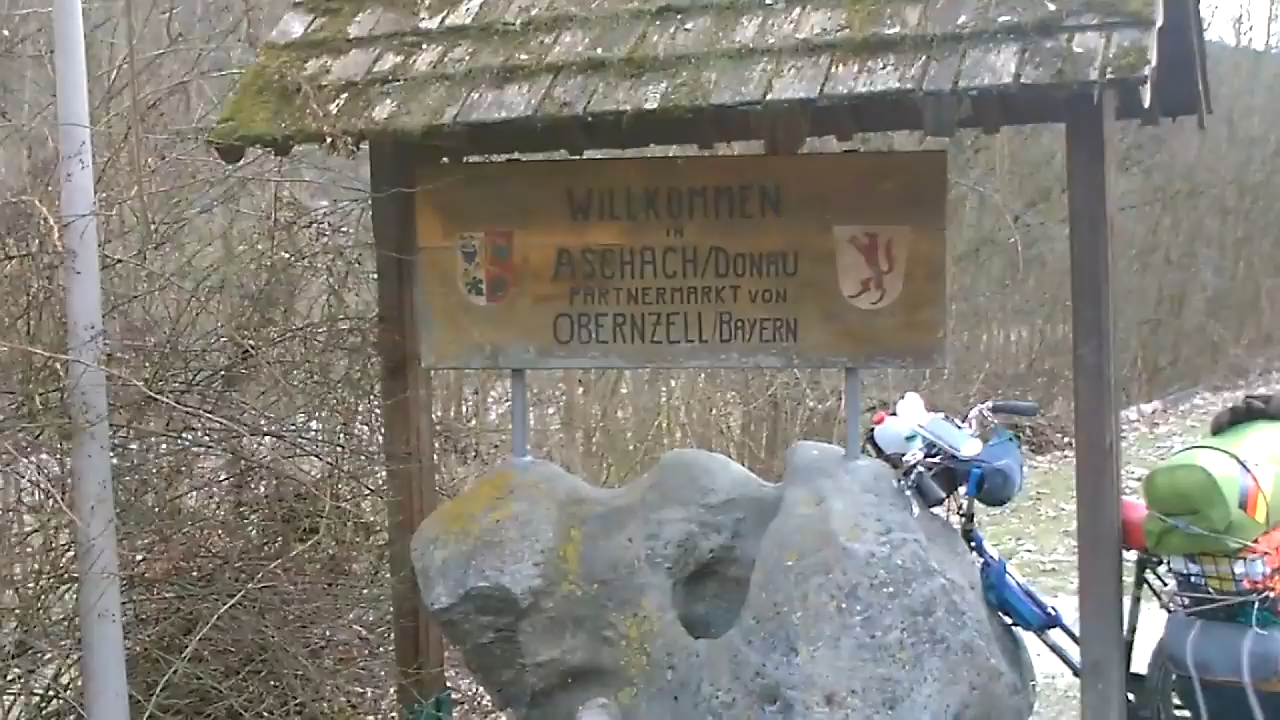 WILLKOMMEN
IN
ASCHACH/DONAU
PARTNERMARKT VON
OBERNZELL/BAYERN